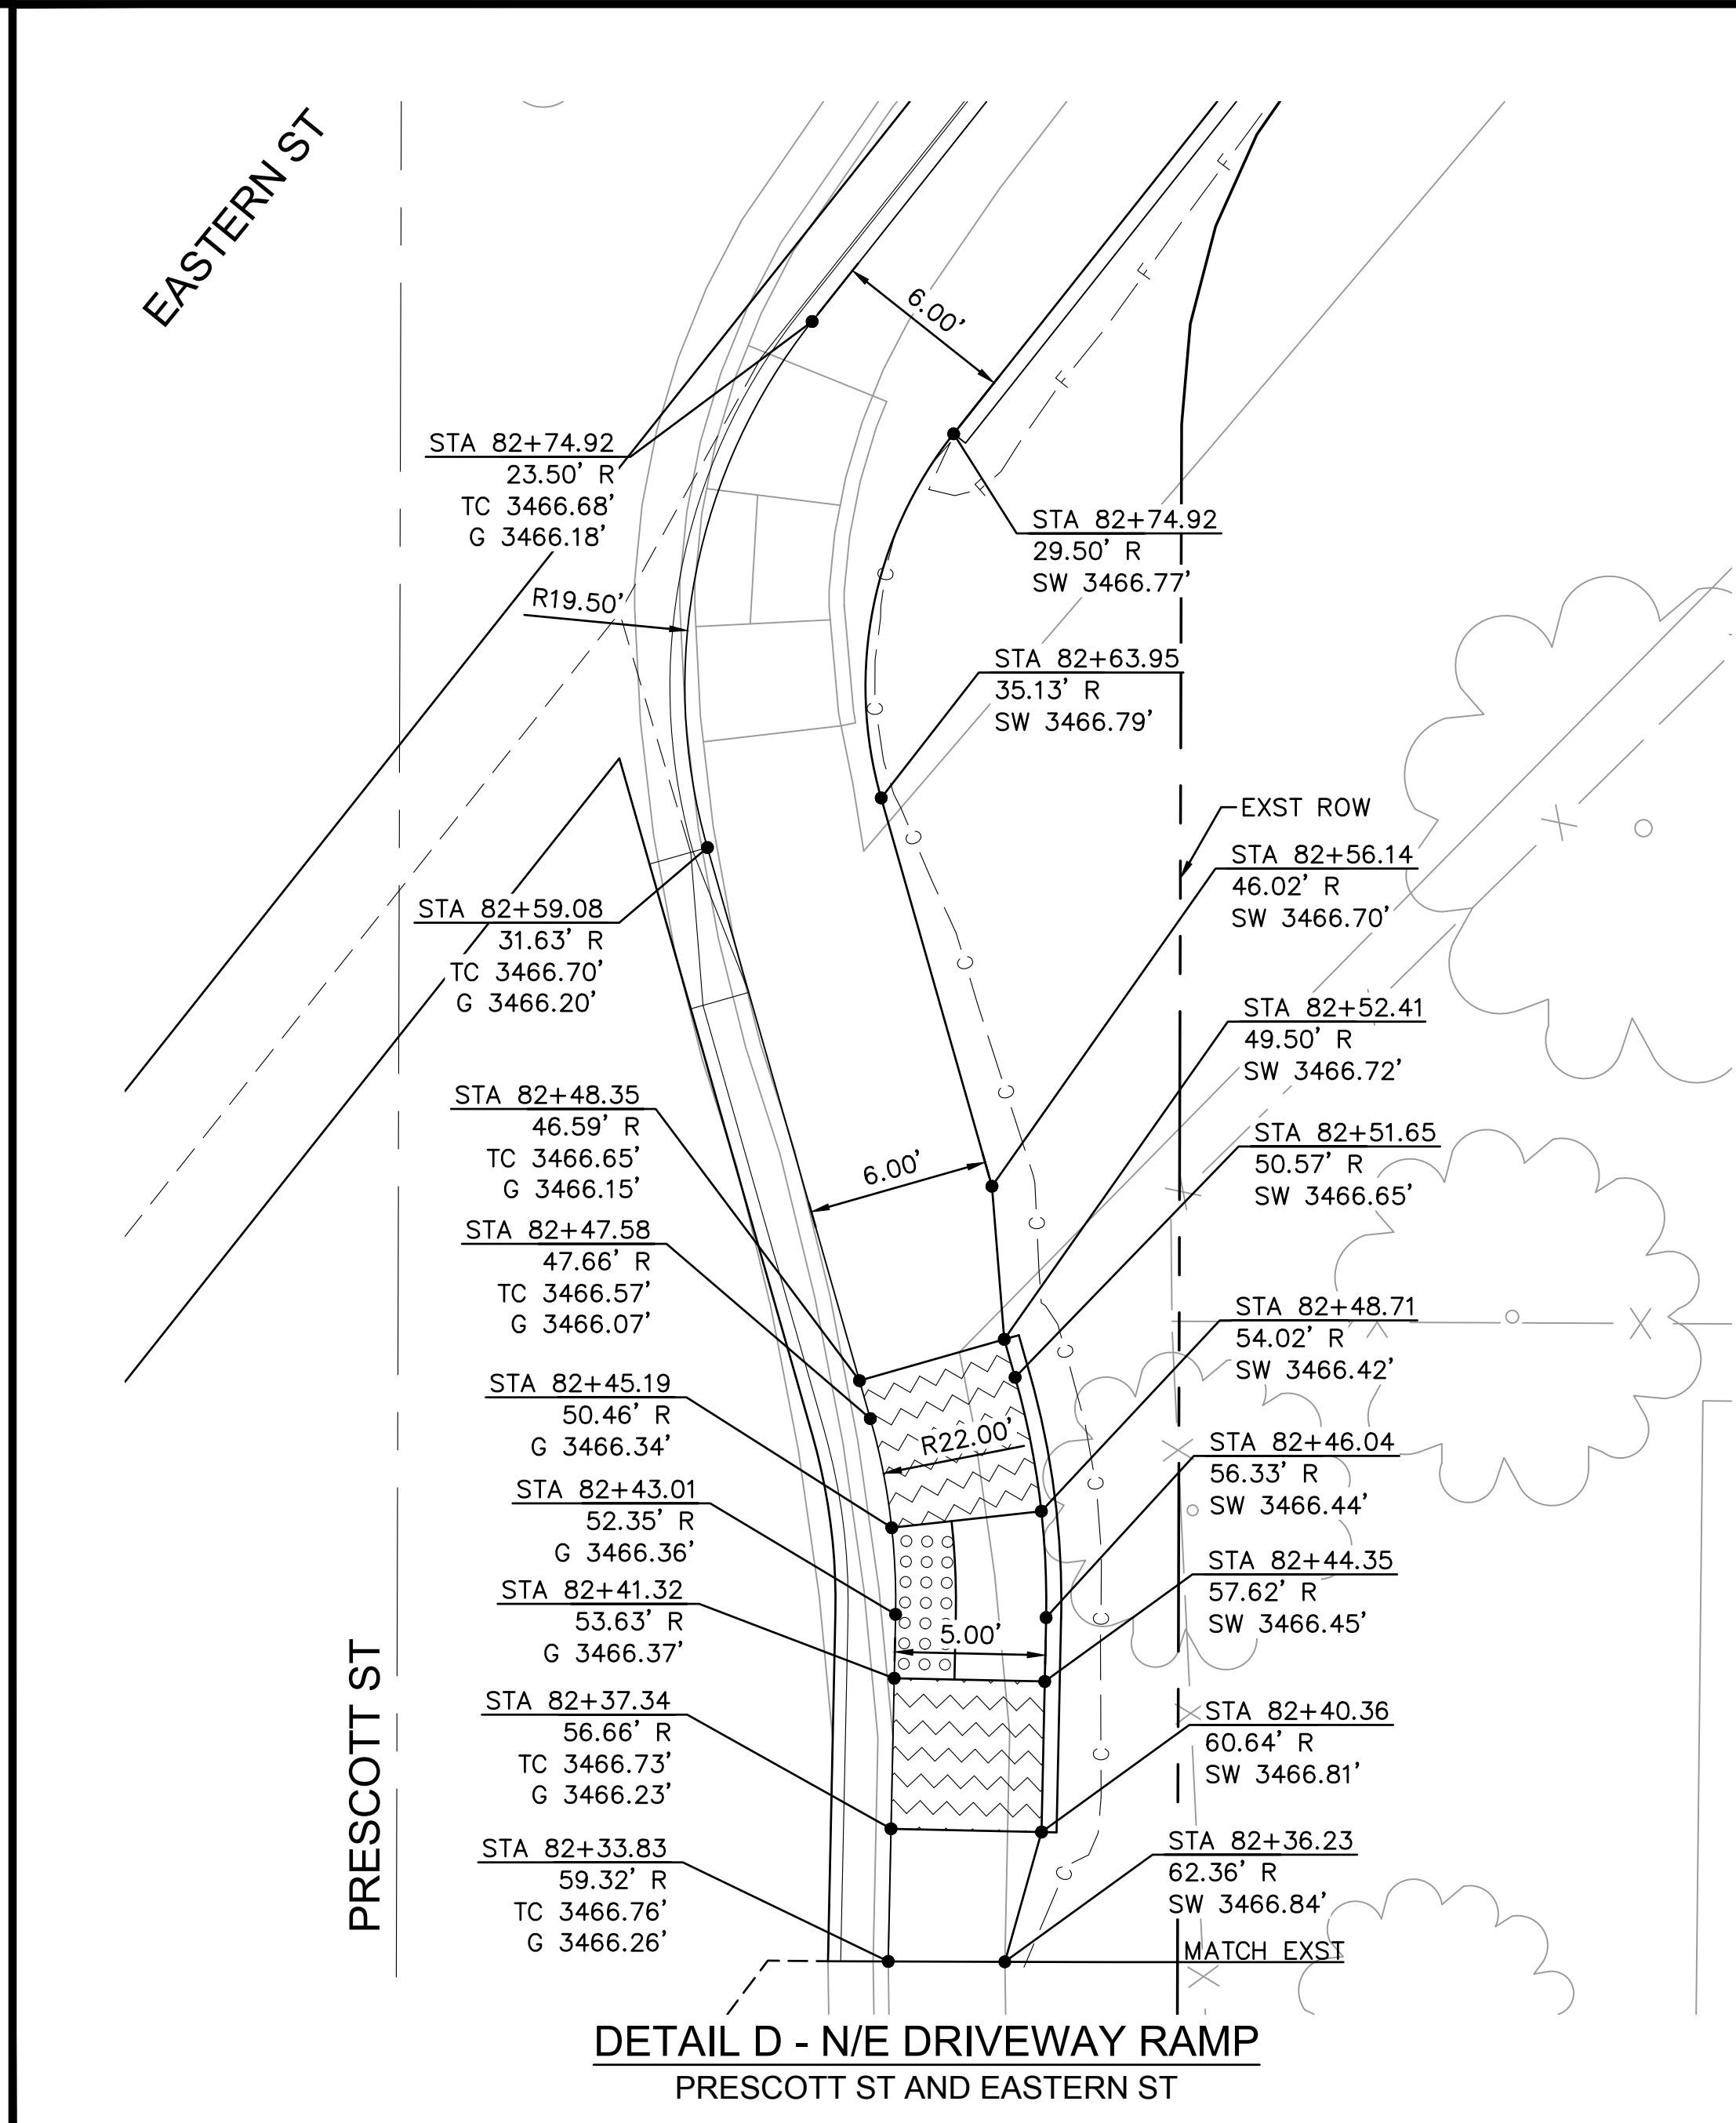 EASTERN ST
6.00'
STA 82+74.92
23.50' R
TC 3466.68'
G 3466.18'
STA 82+74.92
29.50' R
SW 3466.77'
R19.50'
STA 82+63.95
35.13' R
SW 3466.79'
EXST ROW
STA 82+56.14
46.02' R
SW 3466.70'
STA 82+59.08
31.63' R
TC 3466.70'
G 3466.20'
STA 82+52.41
49.50' R
SW 3466.72'
STA 82+48.35
46.59' R
TC 3466.65'
G 3466.15'
STA 82+51.65
50.57' R
SW 3466.65'
6.00'
STA 82+47.58
47.66' R
TC 3466.57'
G 3466.07'
STA 82+48.71
54.02' R
SW 3466.42'
STA 82+45.19
50.46' R
G 3466.34'
R22.00'
STA 82+46.04
56.33' R
SW 3466.44'
STA 82+43.01
52.35' R
G 3466.36'
STA 82+44.35
57.62' R
SW 3466.45'
STA 82+41.32
53.63' R
G 3466.37'
5.00'
STA 82+37.34
56.66' R
TC 3466.73'
G 3466.23'
STA 82+40.36
60.64' R
SW 3466.81'
PRESCOTT ST
STA 82+33.83
59.32' R
TC 3466.76'
G 3466.26'
STA 82+36.23
62.36' R
SW 3466.84'
MATCH EXST
F
F
F
F
C
C
C
C
C
C
C
C
C
C
C
DETAIL D - N/E DRIVEWAY RAMP
PRESCOTT ST AND EASTERN ST